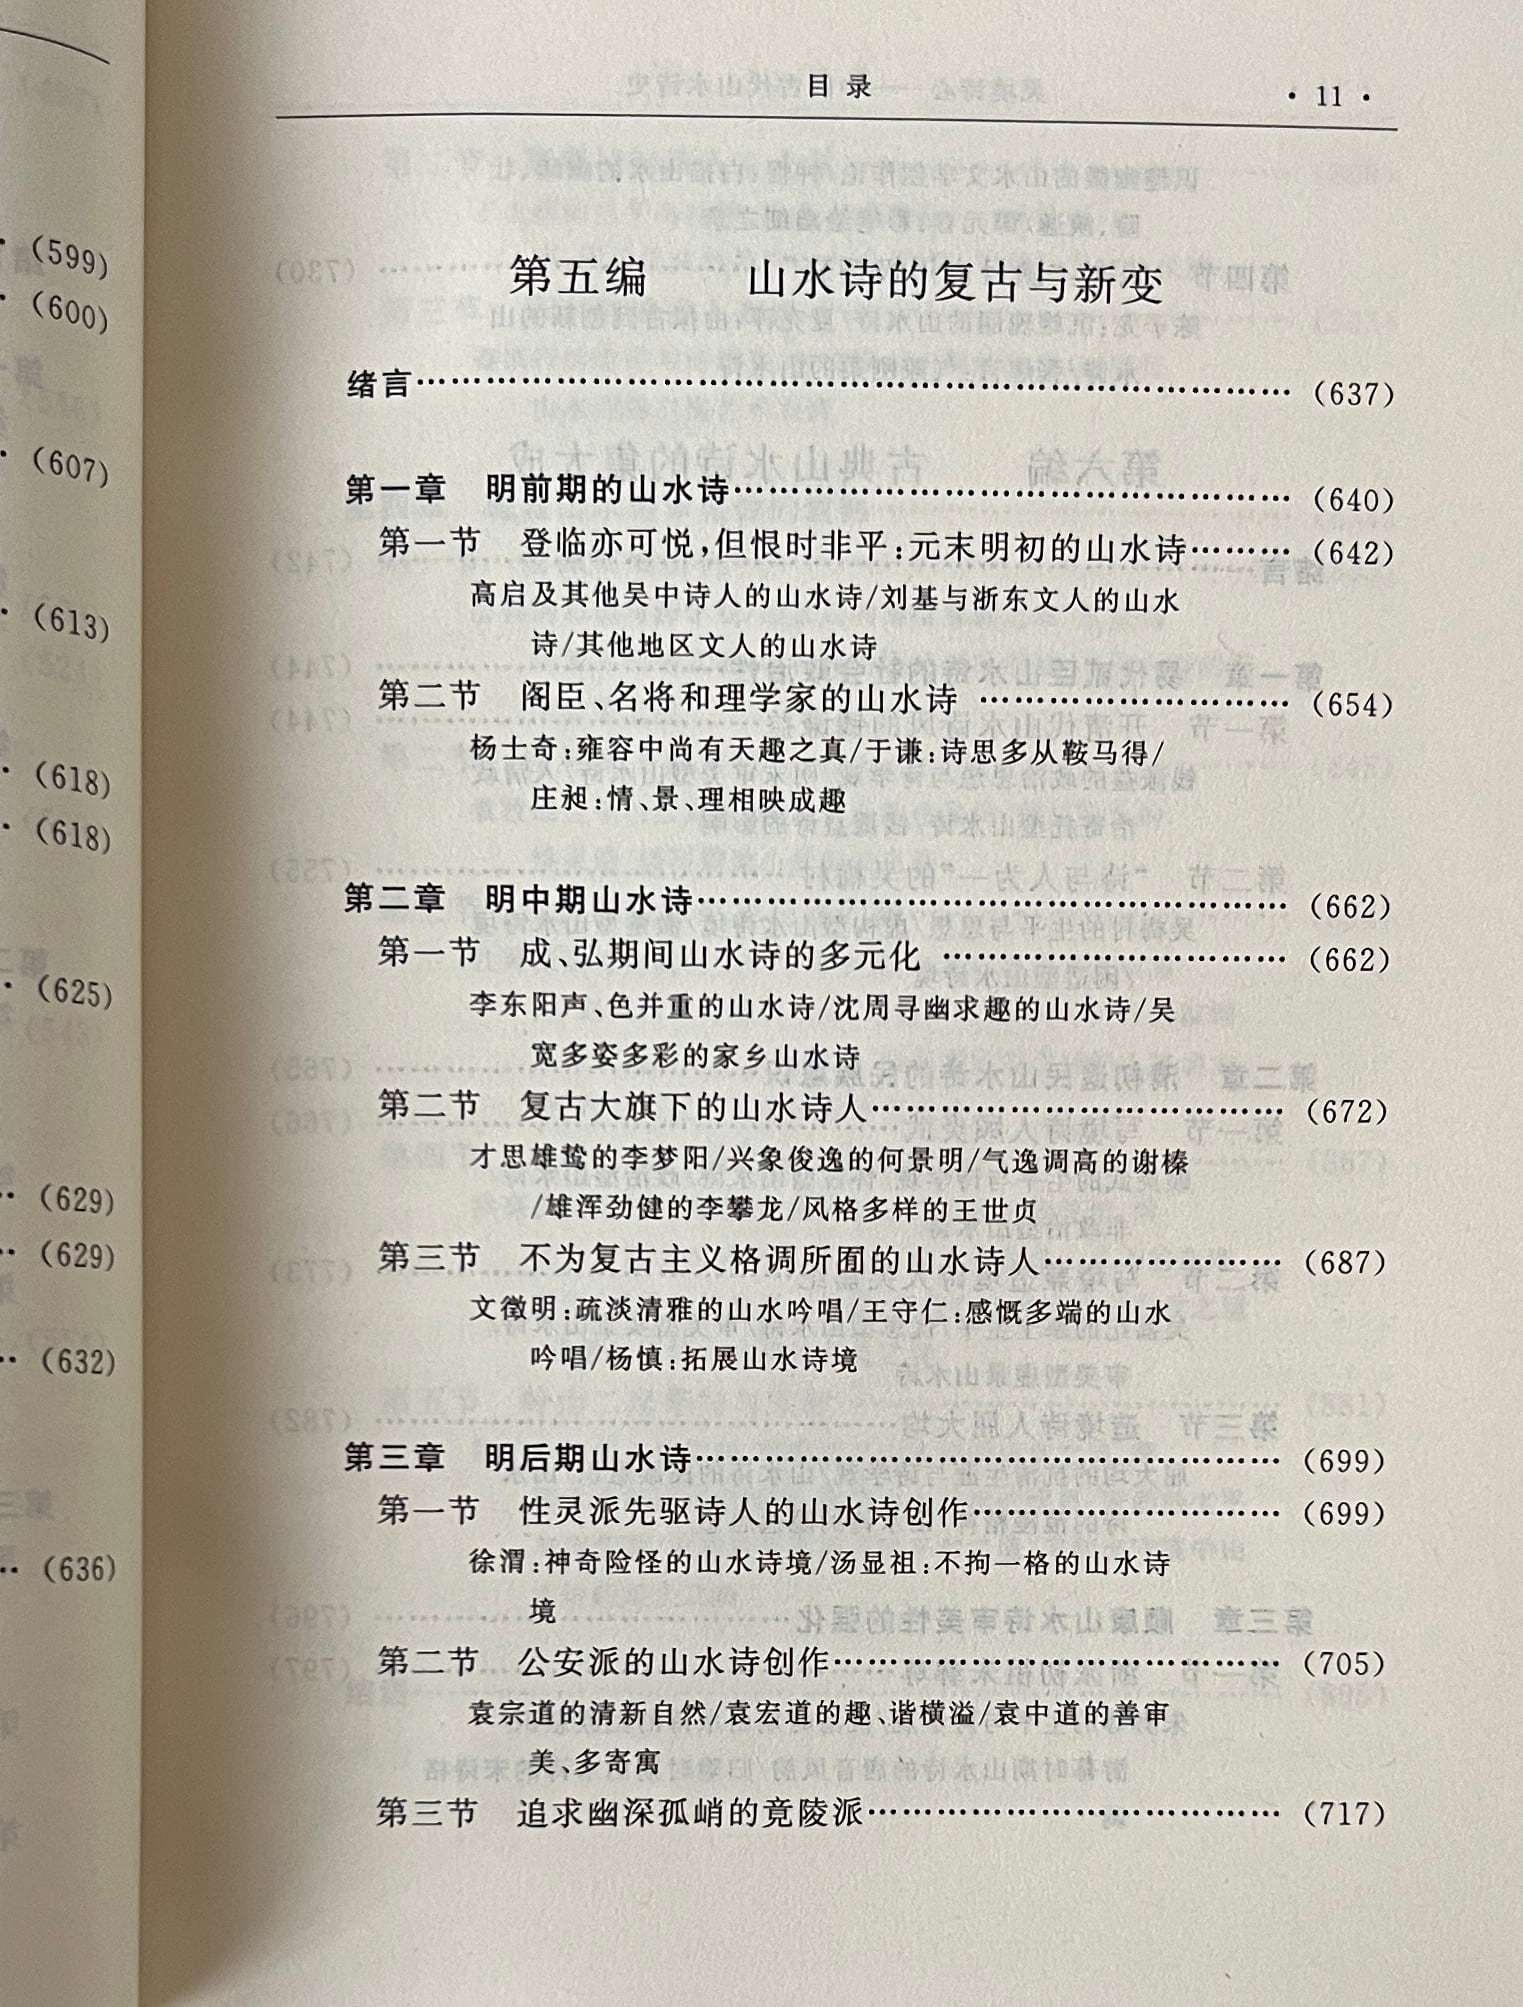 目录
· 11 ·
第五编 山水诗的复古与新变
绪言……(637)
第一章 明前期的山水诗……(640)
第一节 登临亦可悦，但恨时非平：元末明初的山水诗……(642)
高启及其他吴中诗人的山水诗/刘基与浙东文人的山水
诗/其他地区文人的山水诗
第二节 阁臣、名将和理学家的山水诗……(654)
杨士奇：雍容中尚有天趣之真/于谦：诗思多从鞍马得/
庄昶：情、景、理相映成趣
第二章 明中期山水诗……(662)
第一节 成、弘期间山水诗的多元化……(662)
李东阳声、色并重的山水诗/沈周寻幽求趣的山水诗/吴
宽多姿多彩的家乡山水诗
第二节 复古大旗下的山水诗人……(672)
才思雄鸷的李梦阳/兴象俊逸的何景明/气逸调高的谢榛
/雄浑劲健的李攀龙/风格多样的王世贞
第三节 不为复古主义格调所囿的山水诗人……(687)
文徵明：疏淡清雅的山水吟唱/王守仁：感慨多端的山水
吟唱/杨慎：拓展山水诗境
第三章 明后期山水诗……(699)
第一节 性灵派先驱诗人的山水诗创作……(699)
徐渭：神奇险怪的山水诗境/汤显祖：不拘一格的山水诗
境
第二节 公安派的山水诗创作……(705)
袁宗道的清新自然/袁宏道的趣、谐横溢/袁中道的善审
美、多寄寓
第三节 追求幽深孤峭的竟陵派……(717)
(599)
(600)
(607)
(613)
(618)
(618)
(625)
(629)
(629)
(632)
(636)